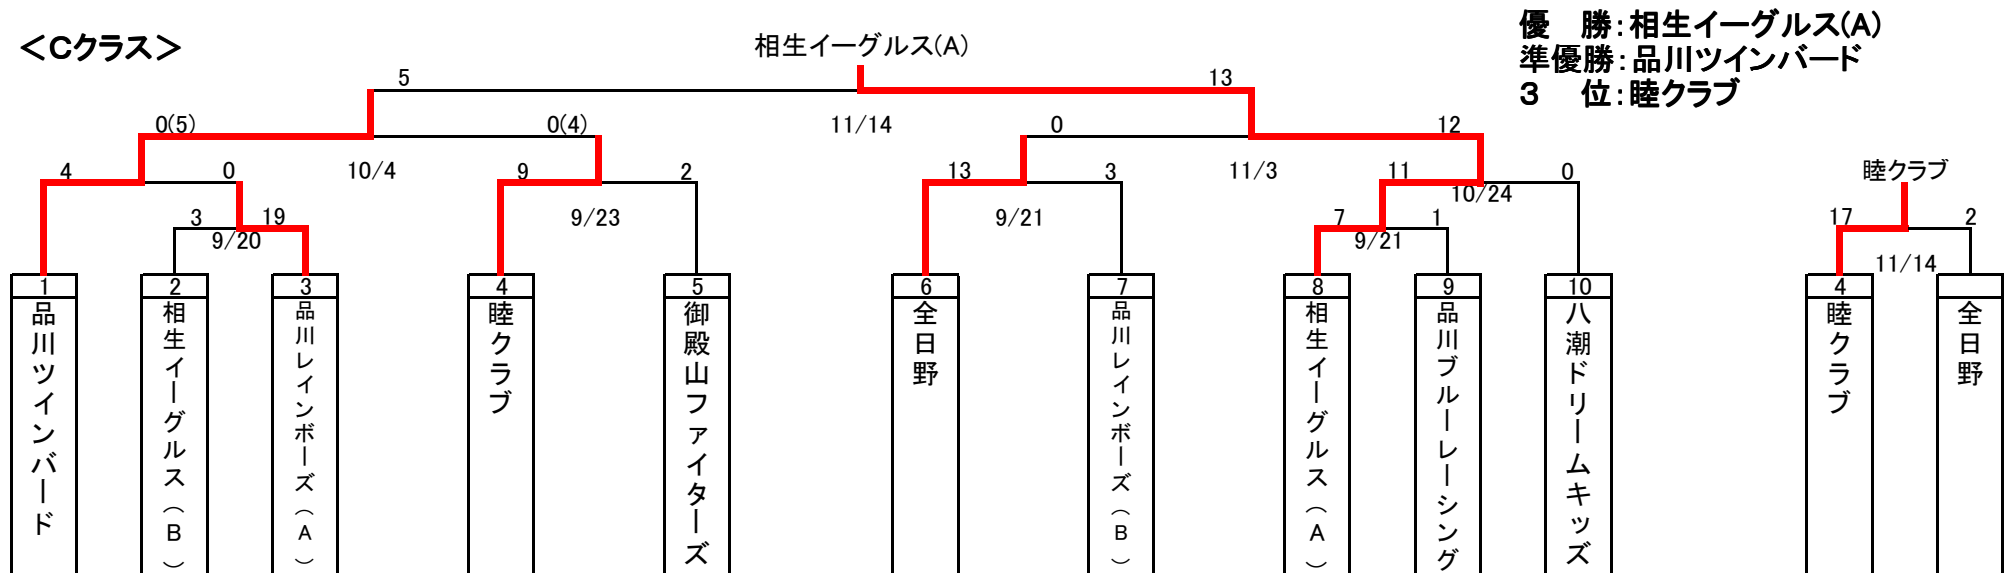 ＜Cクラス＞
相生イーグルス(A)
優　勝：相生イーグルス(A)
準優勝：品川ツインバード
３　位：睦クラブ
5
13
0(5)
0(4)
11/14
0
12
4
0
10/4
9
2
13
3
11/3
11
0
10/24
睦クラブ
3
19
9/20
9/23
9/21
7
1
9/21
17
2
11/14
1
品川ツインバード
2
相生イーグルス（B）
3
品川レインボーズ（A）
4
睦クラブ
5
御殿山ファイターズ
6
全日野
7
品川レインボーズ（B）
8
相生イーグルス（A）
9
品川ブルーレーシング
10
八潮ドリームキッズ
4
睦クラブ
全日野